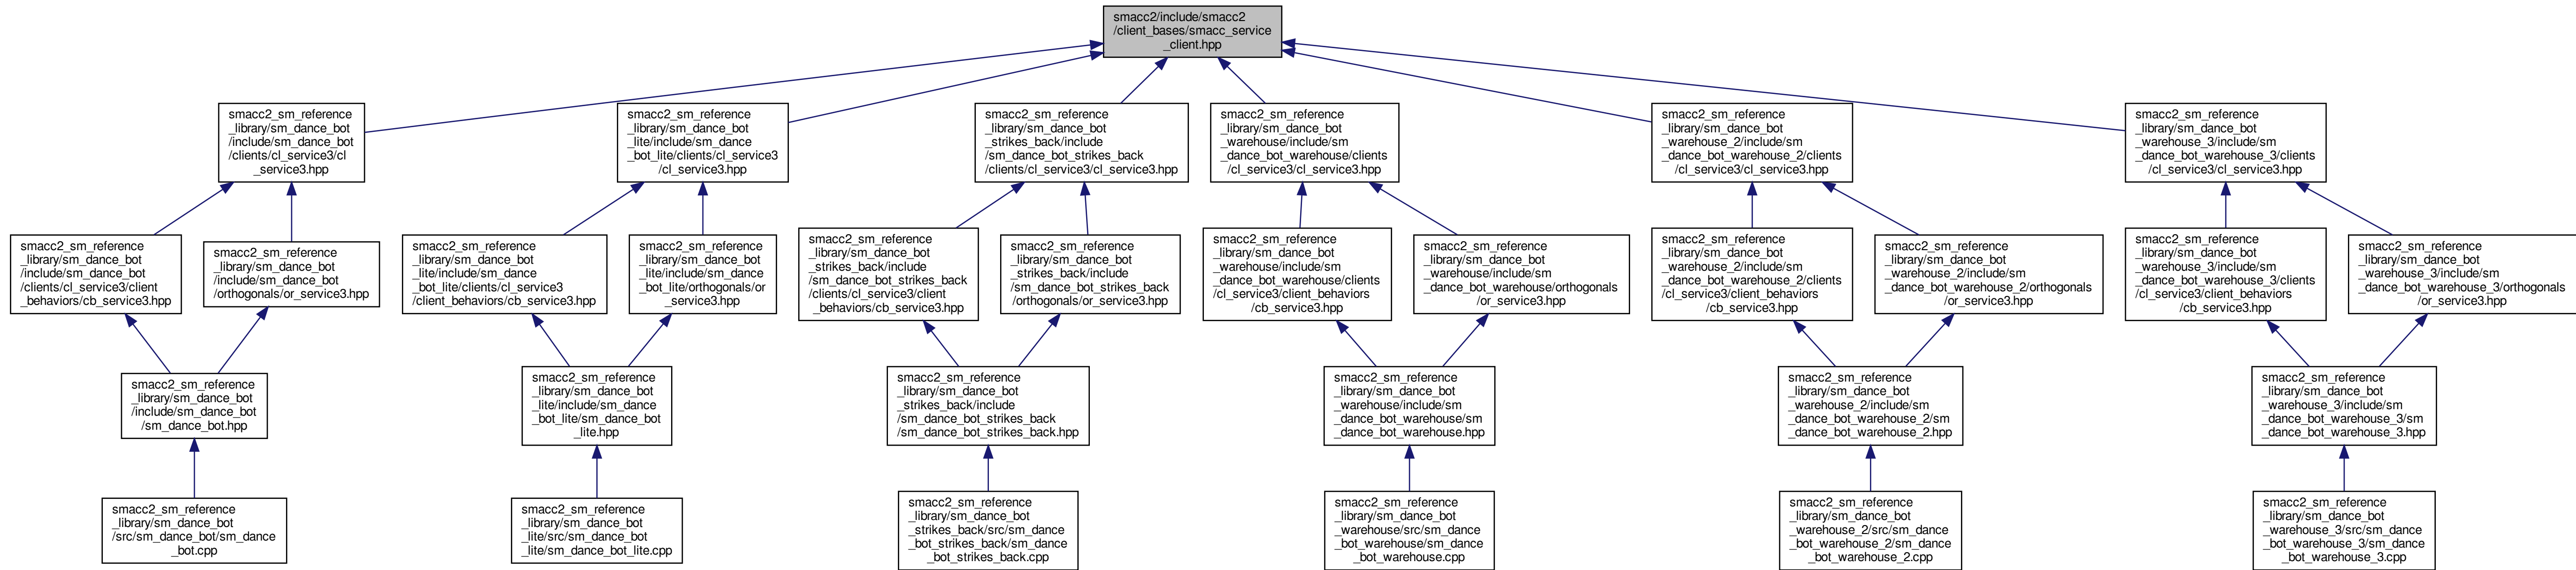 smacc2/include/smacc2
/client_bases/smacc_service
_client.hpp
smacc2_sm_reference
_library/sm_dance_bot
/include/sm_dance_bot
/clients/cl_service3/cl
_service3.hpp
smacc2_sm_reference
_library/sm_dance_bot
_lite/include/sm_dance
_bot_lite/clients/cl_service3
/cl_service3.hpp
smacc2_sm_reference
_library/sm_dance_bot
_strikes_back/include
/sm_dance_bot_strikes_back
/clients/cl_service3/cl_service3.hpp
smacc2_sm_reference
_library/sm_dance_bot
_warehouse/include/sm
_dance_bot_warehouse/clients
/cl_service3/cl_service3.hpp
smacc2_sm_reference
_library/sm_dance_bot
_warehouse_2/include/sm
_dance_bot_warehouse_2/clients
/cl_service3/cl_service3.hpp
smacc2_sm_reference
_library/sm_dance_bot
_warehouse_3/include/sm
_dance_bot_warehouse_3/clients
/cl_service3/cl_service3.hpp
smacc2_sm_reference
_library/sm_dance_bot
/include/sm_dance_bot
/clients/cl_service3/client
_behaviors/cb_service3.hpp
smacc2_sm_reference
_library/sm_dance_bot
/include/sm_dance_bot
/orthogonals/or_service3.hpp
smacc2_sm_reference
_library/sm_dance_bot
_lite/include/sm_dance
_bot_lite/clients/cl_service3
/client_behaviors/cb_service3.hpp
smacc2_sm_reference
_library/sm_dance_bot
_lite/include/sm_dance
_bot_lite/orthogonals/or
_service3.hpp
smacc2_sm_reference
_library/sm_dance_bot
_strikes_back/include
/sm_dance_bot_strikes_back
/clients/cl_service3/client
_behaviors/cb_service3.hpp
smacc2_sm_reference
_library/sm_dance_bot
_strikes_back/include
/sm_dance_bot_strikes_back
/orthogonals/or_service3.hpp
smacc2_sm_reference
_library/sm_dance_bot
_warehouse/include/sm
_dance_bot_warehouse/clients
/cl_service3/client_behaviors
/cb_service3.hpp
smacc2_sm_reference
_library/sm_dance_bot
_warehouse/include/sm
_dance_bot_warehouse/orthogonals
/or_service3.hpp
smacc2_sm_reference
_library/sm_dance_bot
_warehouse_2/include/sm
_dance_bot_warehouse_2/clients
/cl_service3/client_behaviors
/cb_service3.hpp
smacc2_sm_reference
_library/sm_dance_bot
_warehouse_2/include/sm
_dance_bot_warehouse_2/orthogonals
/or_service3.hpp
smacc2_sm_reference
_library/sm_dance_bot
_warehouse_3/include/sm
_dance_bot_warehouse_3/clients
/cl_service3/client_behaviors
/cb_service3.hpp
smacc2_sm_reference
_library/sm_dance_bot
_warehouse_3/include/sm
_dance_bot_warehouse_3/orthogonals
/or_service3.hpp
smacc2_sm_reference
_library/sm_dance_bot
/include/sm_dance_bot
/sm_dance_bot.hpp
smacc2_sm_reference
_library/sm_dance_bot
_lite/include/sm_dance
_bot_lite/sm_dance_bot
_lite.hpp
smacc2_sm_reference
_library/sm_dance_bot
_strikes_back/include
/sm_dance_bot_strikes_back
/sm_dance_bot_strikes_back.hpp
smacc2_sm_reference
_library/sm_dance_bot
_warehouse/include/sm
_dance_bot_warehouse/sm
_dance_bot_warehouse.hpp
smacc2_sm_reference
_library/sm_dance_bot
_warehouse_2/include/sm
_dance_bot_warehouse_2/sm
_dance_bot_warehouse_2.hpp
smacc2_sm_reference
_library/sm_dance_bot
_warehouse_3/include/sm
_dance_bot_warehouse_3/sm
_dance_bot_warehouse_3.hpp
smacc2_sm_reference
_library/sm_dance_bot
/src/sm_dance_bot/sm_dance
_bot.cpp
smacc2_sm_reference
_library/sm_dance_bot
_lite/src/sm_dance_bot
_lite/sm_dance_bot_lite.cpp
smacc2_sm_reference
_library/sm_dance_bot
_strikes_back/src/sm_dance
_bot_strikes_back/sm_dance
_bot_strikes_back.cpp
smacc2_sm_reference
_library/sm_dance_bot
_warehouse/src/sm_dance
_bot_warehouse/sm_dance
_bot_warehouse.cpp
smacc2_sm_reference
_library/sm_dance_bot
_warehouse_2/src/sm_dance
_bot_warehouse_2/sm_dance
_bot_warehouse_2.cpp
smacc2_sm_reference
_library/sm_dance_bot
_warehouse_3/src/sm_dance
_bot_warehouse_3/sm_dance
_bot_warehouse_3.cpp